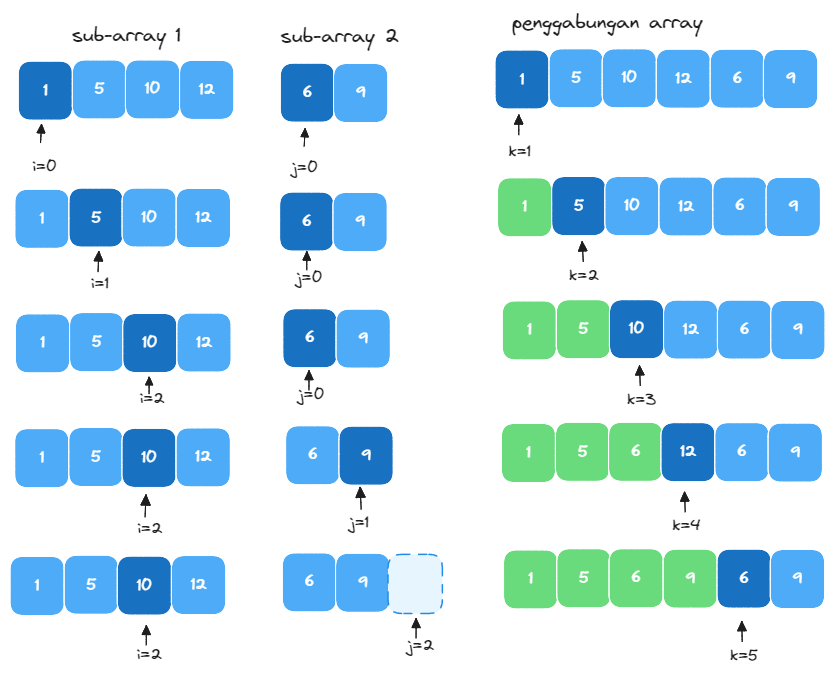 sub-array 1 sub-array 2 penggabungan array
1 5 10 12 6 9 1 5 10 12 6 9
i=0 j=0 k=1
1 5 10 12 6 9 1 5 10 12 6 9
i=1 j=0 k=2
1 5 10 12 6 9 1 5 10 12 6 9
i=2 j=0 k=3
1 5 10 12 6 9 1 5 6 12 6 9
i=2 j=1 k=4
1 5 10 12 6 9 1 5 6 9 6 9
i=2 j=2 k=5